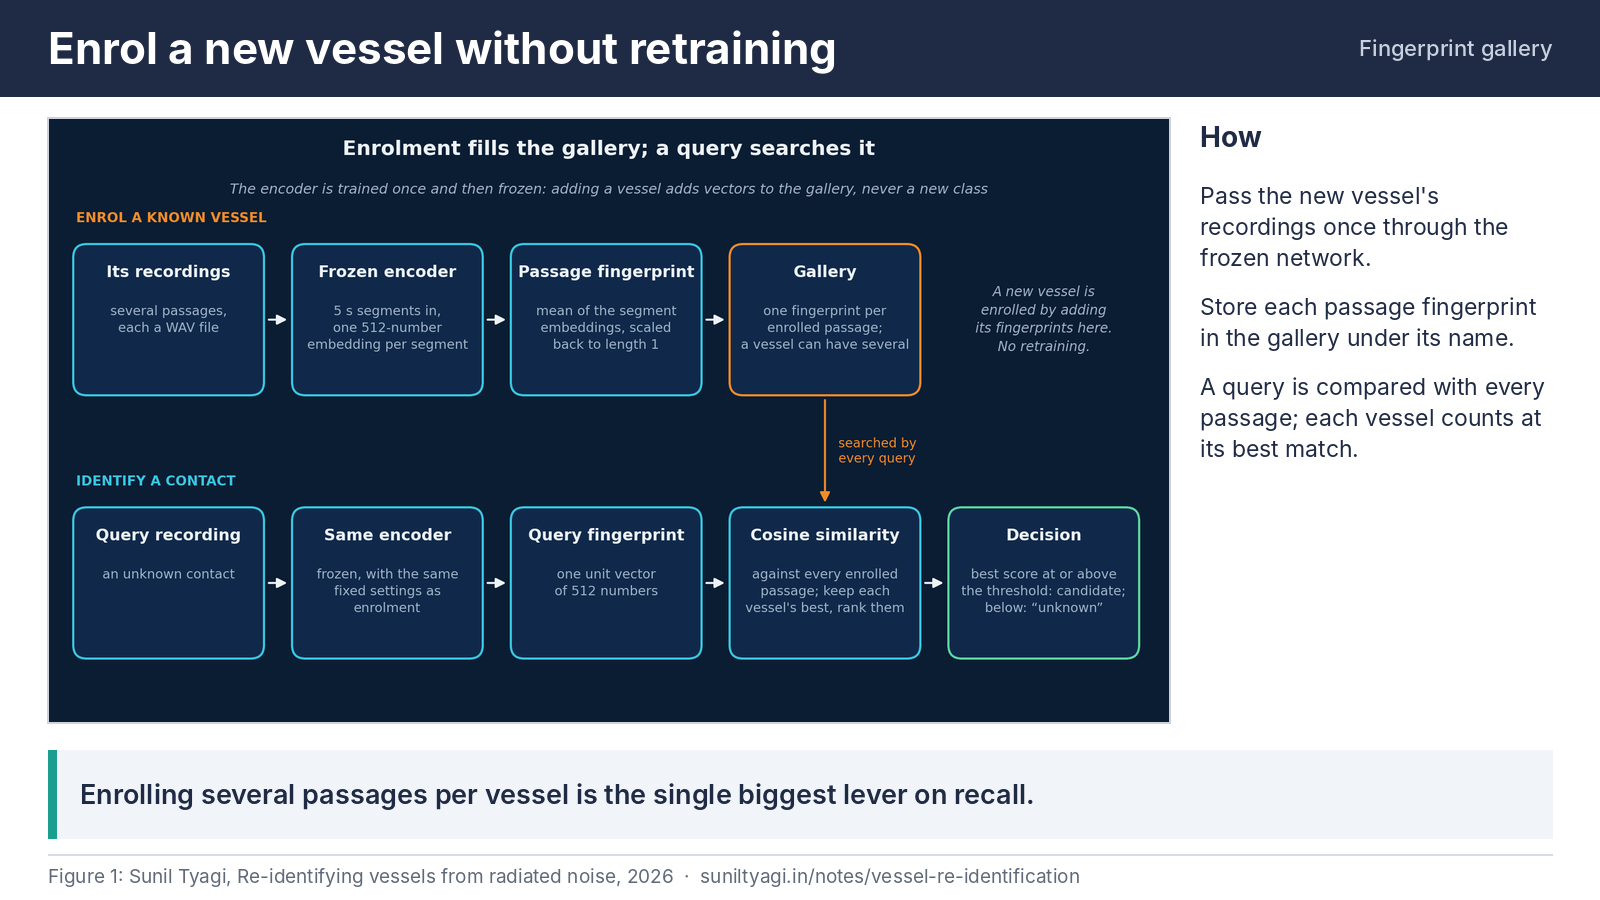 Enrol a new vessel without retraining
Fingerprint gallery
Enrolment fills the gallery; a query searches it
The encoder is trained once and then frozen: adding a vessel adds vectors to the gallery, never a new class
ENROL A KNOWN VESSEL
Its recordings
several passages,
each a WAV file
Frozen encoder
5 s segments in,
one 512-number
embedding per segment
Passage fingerprint
mean of the segment
embeddings, scaled
back to length 1
Gallery
one fingerprint per
enrolled passage;
a vessel can have several
A new vessel is
enrolled by adding
its fingerprints here.
No retraining.
searched by
every query
IDENTIFY A CONTACT
Query recording
an unknown contact
Same encoder
frozen, with the same
fixed settings as
enrolment
Query fingerprint
one unit vector
of 512 numbers
Cosine similarity
against every enrolled
passage; keep each
vessel's best, rank them
Decision
best score at or above
the threshold: candidate;
below: “unknown”
How
Pass the new vessel's
recordings once through the
frozen network.
Store each passage fingerprint
in the gallery under its name.
A query is compared with every
passage; each vessel counts at
its best match.
Enrolling several passages per vessel is the single biggest lever on recall.
Figure 1: Sunil Tyagi, Re-identifying vessels from radiated noise, 2026 · suniltyagi.in/notes/vessel-re-identification